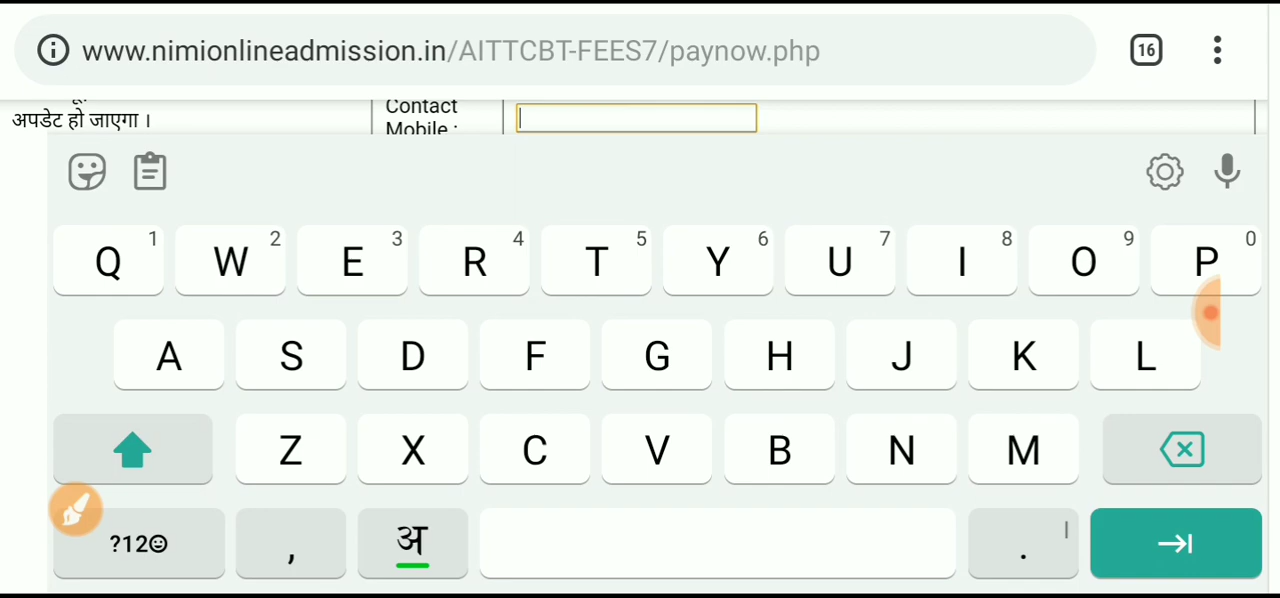 www.nimionlineadmission.in/AITTCBT-FEES7/paynow.php
16
अपडेट हो जाएगा ।
Contact
Mobile :
Q 1 W 2 E 3 R 4 T 5 Y 6 U 7 I 8 O 9 P 0
A S D F G H J K L
Z X C V B N M
?12☺ , अ .